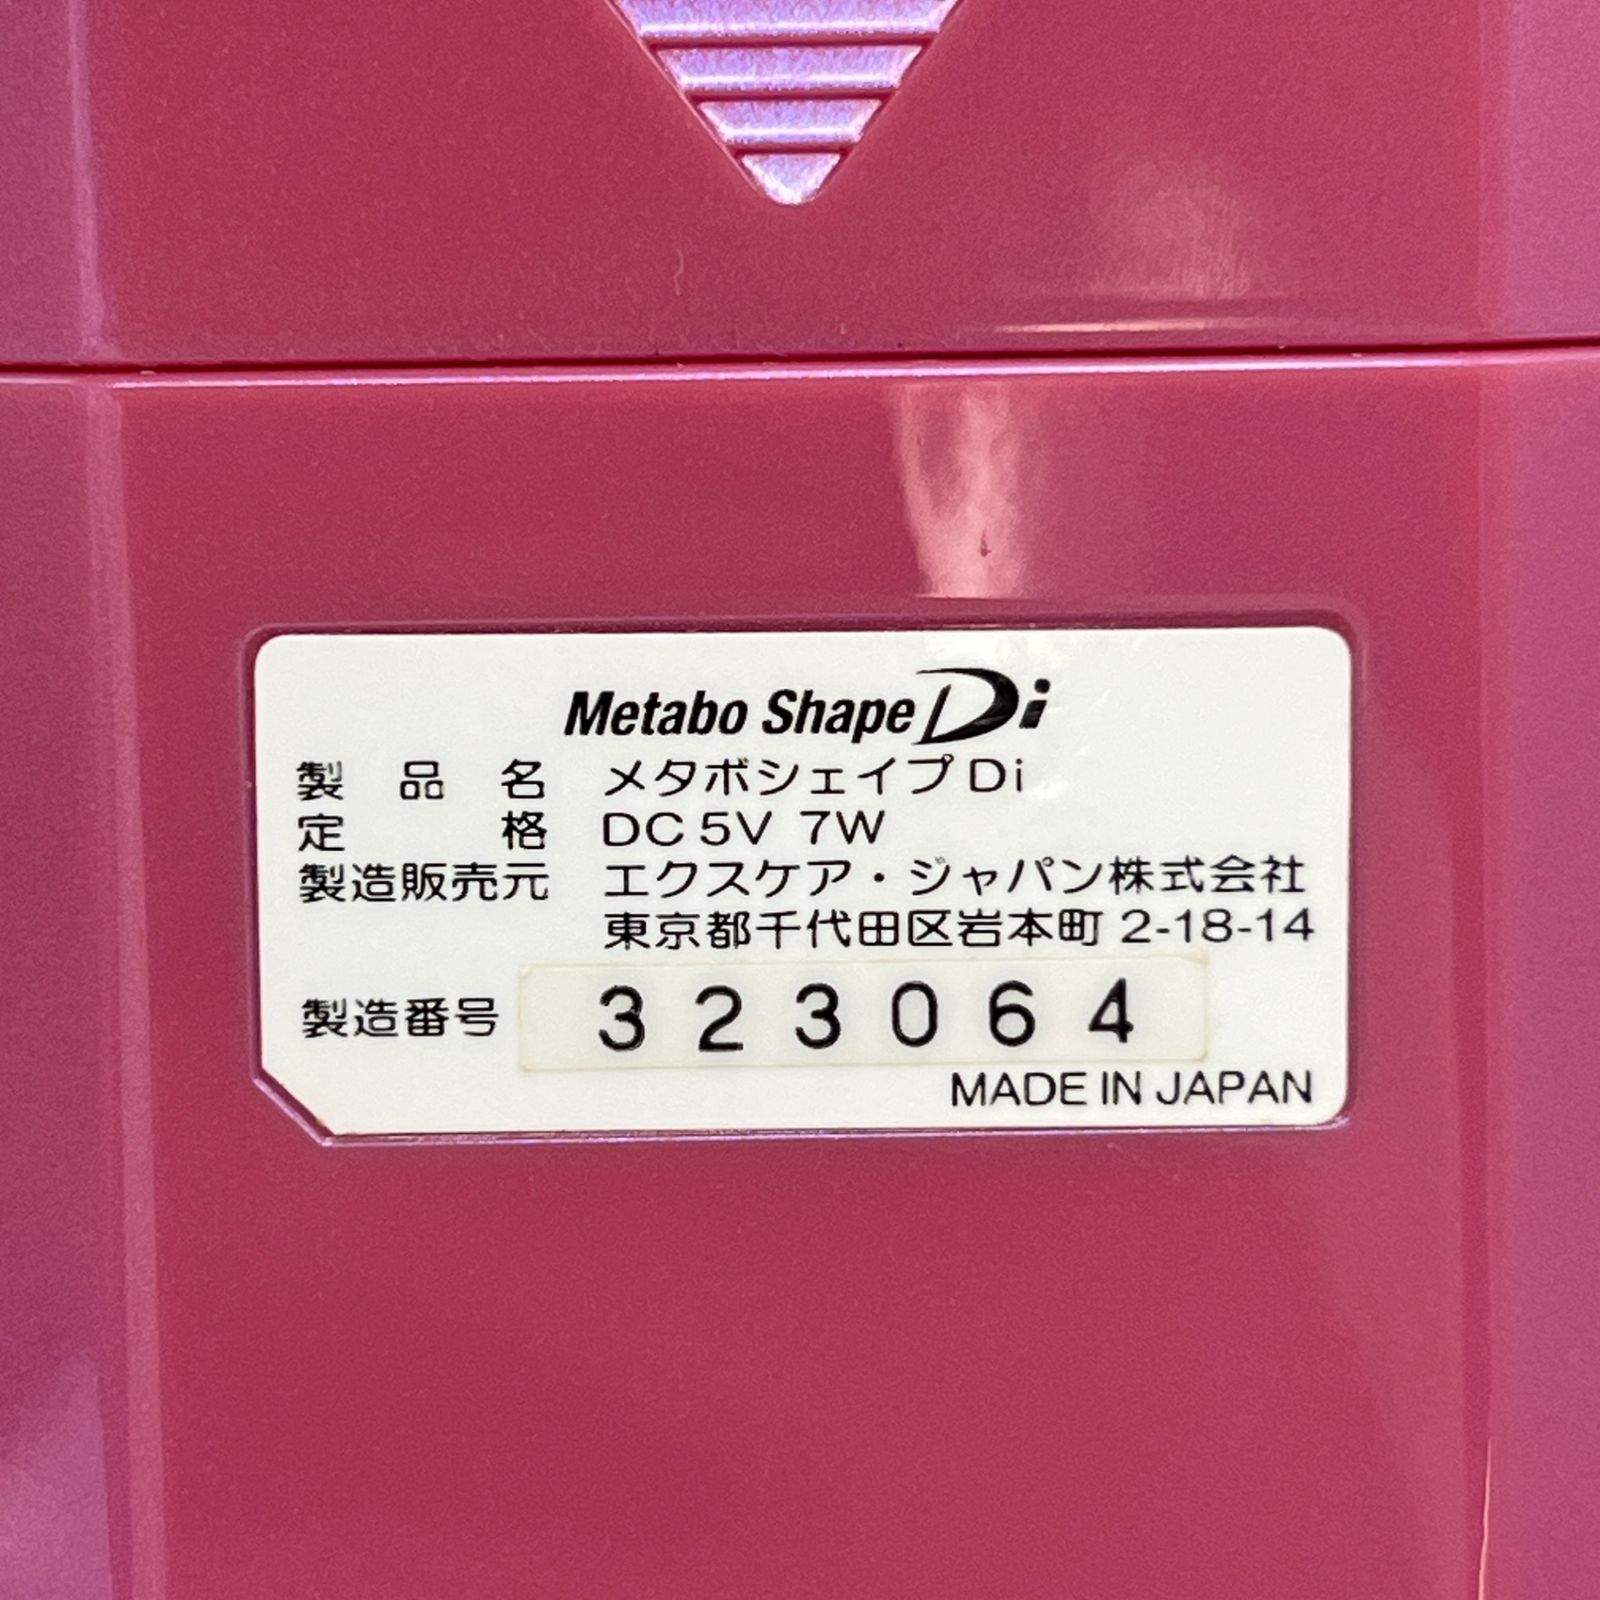 Metabo Shape Di
製品名 メタボシェイプDi
定格 DC 5V 7W
製造販売元 エクスケア・ジャパン株式会社
東京都千代田区岩本町 2-18-14
製造番号 323064
MADE IN JAPAN